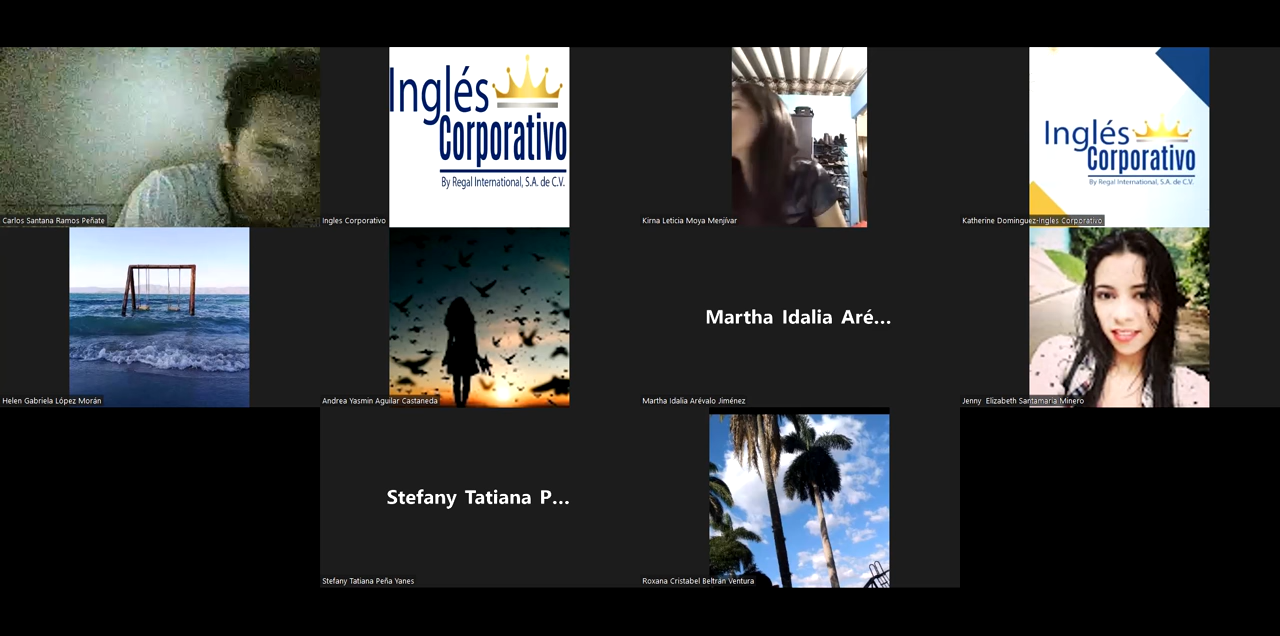 Inglés
Corporativo
By Regal International, S.A. de C.V.
Inglés
Corporativo
By Regal International, S.A. de C.V.
Carlos Santana Ramos Peñate
Ingles Corporativo
Kirna Leticia Moya Menjívar
Katherine Dominguez-Ingles Corporativo
Martha Idalia Aré...
Helen Gabriela López Morán
Andrea Yasmin Aguilar Castaneda
Martha Idalia Arévalo Jiménez
Jenny Elizabeth Santamaria Minero
Stefany Tatiana P...
Stefany Tatiana Peña Yanes
Roxana Cristabel Beltrán Ventura